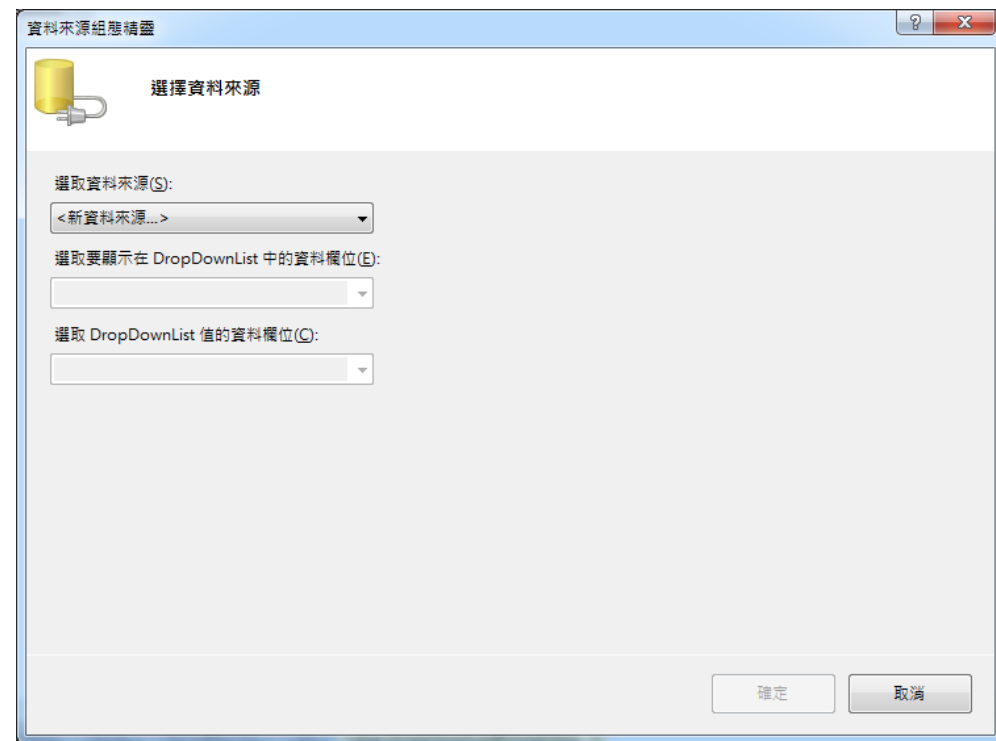 資料來源組態精靈
選擇資料來源
選取資料來源(S):
<新資料來源...>
選取要顯示在 DropDownList 中的資料欄位(E):
選取 DropDownList 值的資料欄位(C):
確定
取消